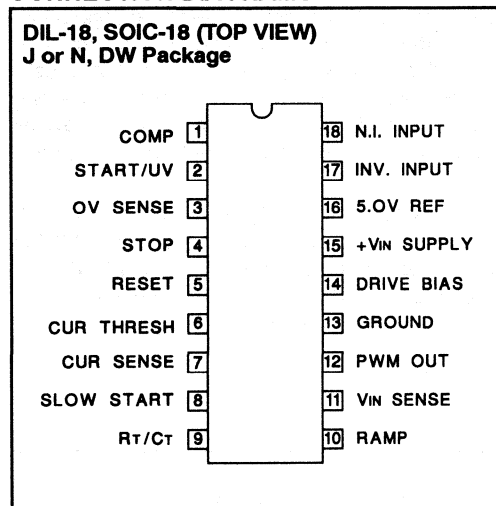 DIL-18, SOIC-18 (TOP VIEW)
J or N, DW Package
COMP 1
18 N.I. INPUT
START/UV 2
17 INV. INPUT
OV SENSE 3
16 5.0V REF
STOP 4
15 +VIN SUPPLY
RESET 5
14 DRIVE BIAS
CUR THRESH 6
13 GROUND
CUR SENSE 7
12 PWM OUT
SLOW START 8
11 VIN SENSE
RT/CT 9
10 RAMP